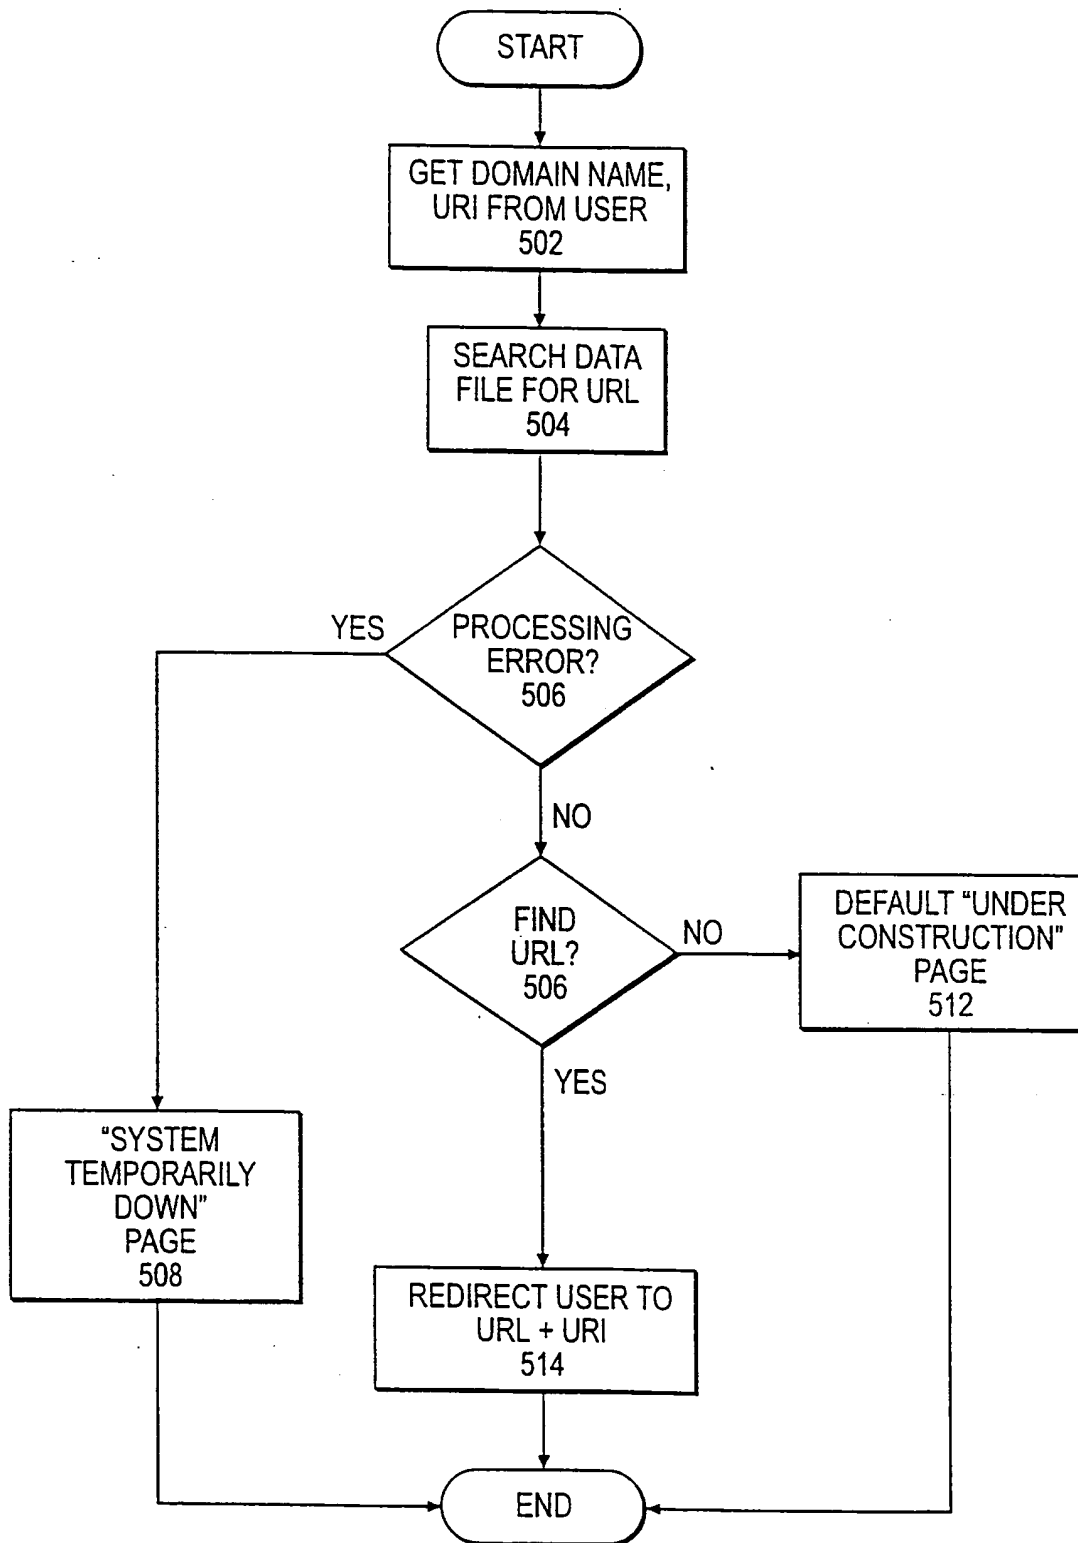 START
GET DOMAIN NAME,
URI FROM USER
502
SEARCH DATA
FILE FOR URL
504
YES
PROCESSING
ERROR?
506
NO
FIND
URL?
506
NO
DEFAULT "UNDER
CONSTRUCTION"
PAGE
512
YES
"SYSTEM
TEMPORARILY
DOWN"
PAGE
508
REDIRECT USER TO
URL + URI
514
END